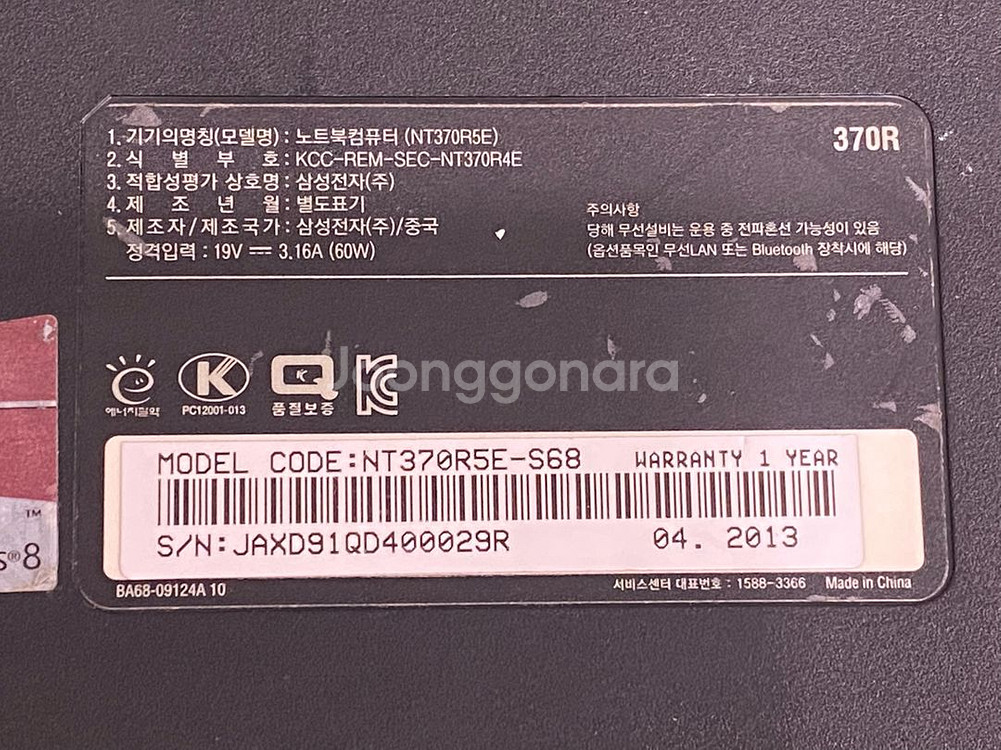 1. 기기의명칭(모델명) : 노트북컴퓨터 (NT370R5E)
370R
2. 식 별 부 호 : KCC-REM-SEC-NT370R4E
3. 적합성평가 상호명 : 삼성전자(주)
4. 제 조 년 월 : 별도표기
5. 제조자/제조국가 : 삼성전자(주)/중국
정격입력 : 19V ⎓ 3.16A (60W)
주의사항
당해 무선설비는 운용 중 전파혼선 가능성이 있음
(옵션품목인 무선LAN 또는 Bluetooth 장착시에 해당)
에너지절약
K
PC12001-013
K Q
품질보증
KC
Joonggonara
MODEL CODE:NT370R5E-S68 WARRANTY 1 YEAR
S/N:JAXD91QD400029R 04. 2013
BA68-09124A 10
서비스센터 대표번호 : 1588-3366 Made in China
TM
s®8